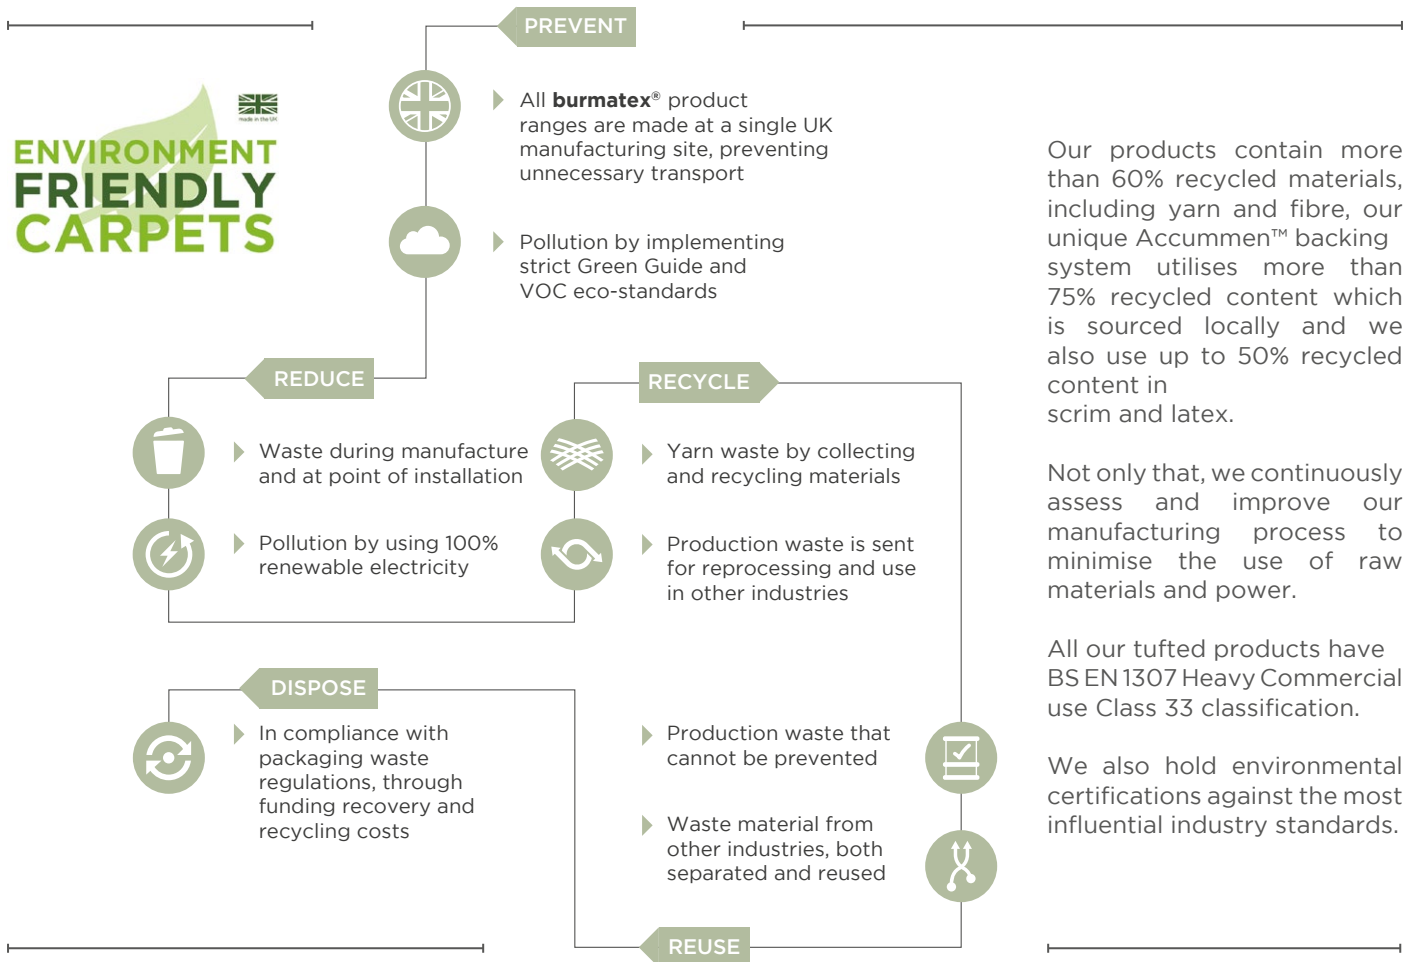 PREVENT
made in the UK
ENVIRONMENT
FRIENDLY
CARPETS
All burmatex® product
ranges are made at a single UK
manufacturing site, preventing
unnecessary transport
Pollution by implementing
strict Green Guide and
VOC eco-standards
REDUCE
Waste during manufacture
and at point of installation
Pollution by using 100%
renewable electricity
RECYCLE
Yarn waste by collecting
and recycling materials
Production waste is sent
for reprocessing and use
in other industries
Production waste that
cannot be prevented
Waste material from
other industries, both
separated and reused
REUSE
DISPOSE
In compliance with
packaging waste
regulations, through
funding recovery and
recycling costs
Our products contain more
than 60% recycled materials,
including yarn and fibre, our
unique Accummen™ backing
system utilises more than
75% recycled content which
is sourced locally and we
also use up to 50% recycled
content in
scrim and latex.
Not only that, we continuously
assess and improve our
manufacturing process to
minimise the use of raw
materials and power.
All our tufted products have
BS EN 1307 Heavy Commercial
use Class 33 classification.
We also hold environmental
certifications against the most
influential industry standards.